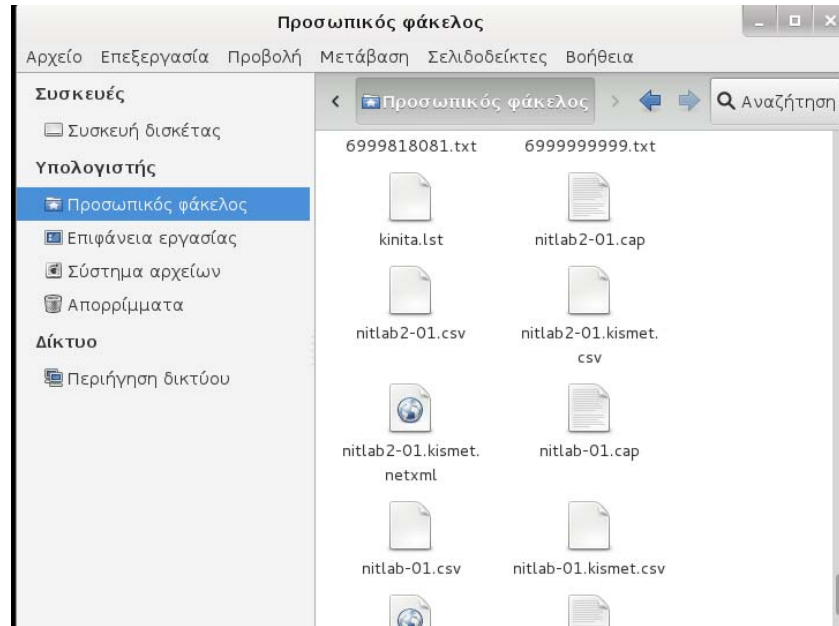 Προσωπικός φάκελος
Αρχείο Επεξεργασία Προβολή Μετάβαση Σελιδοδείκτες Βοήθεια
Συσκευές
Συσκευή δισκέτας
Υπολογιστής
Προσωπικός φάκελος
Επιφάνεια εργασίας
Σύστημα αρχείων
Απορρίμματα
Δίκτυο
Περιήγηση δικτύου
Προσωπικός φάκελος
Αναζήτηση
6999818081.txt 6999999999.txt
kinita.lst nitlab2-01.cap
nitlab2-01.csv nitlab2-01.kismet.
csv
nitlab2-01.kismet. nitlab-01.cap
netxml
nitlab-01.csv nitlab-01.kismet.csv